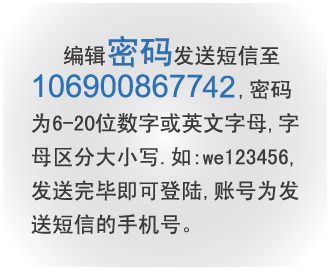 编辑密码发送短信至
106900867742,密码
为6-20位数字或英文字母,字
母区分大小写.如:we123456,
发送完毕即可登陆,账号为发
送短信的手机号。